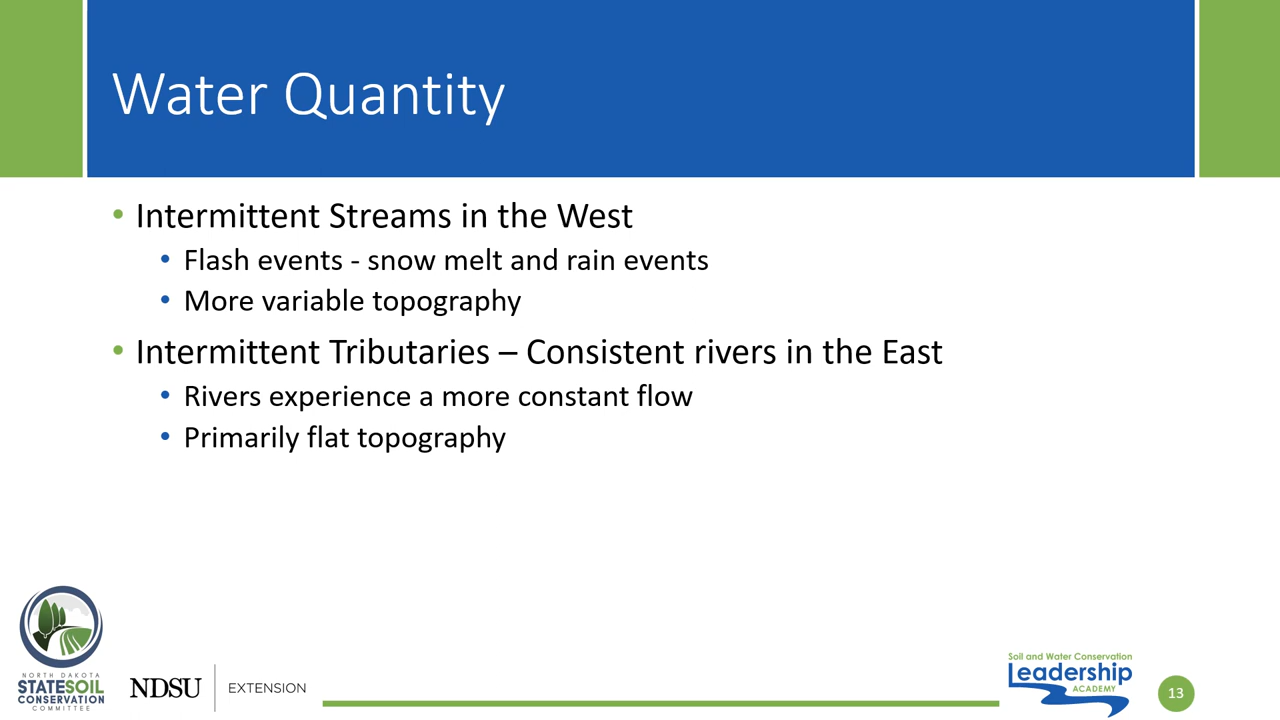 Water Quantity
• Intermittent Streams in the West
• Flash events - snow melt and rain events
• More variable topography
• Intermittent Tributaries – Consistent rivers in the East
• Rivers experience a more constant flow
• Primarily flat topography
NORTH DAKOTA
STATESOIL
CONSERVATION
COMMITTEE
NDSU EXTENSION
Soil and Water Conservation
Leadership
ACADEMY
13